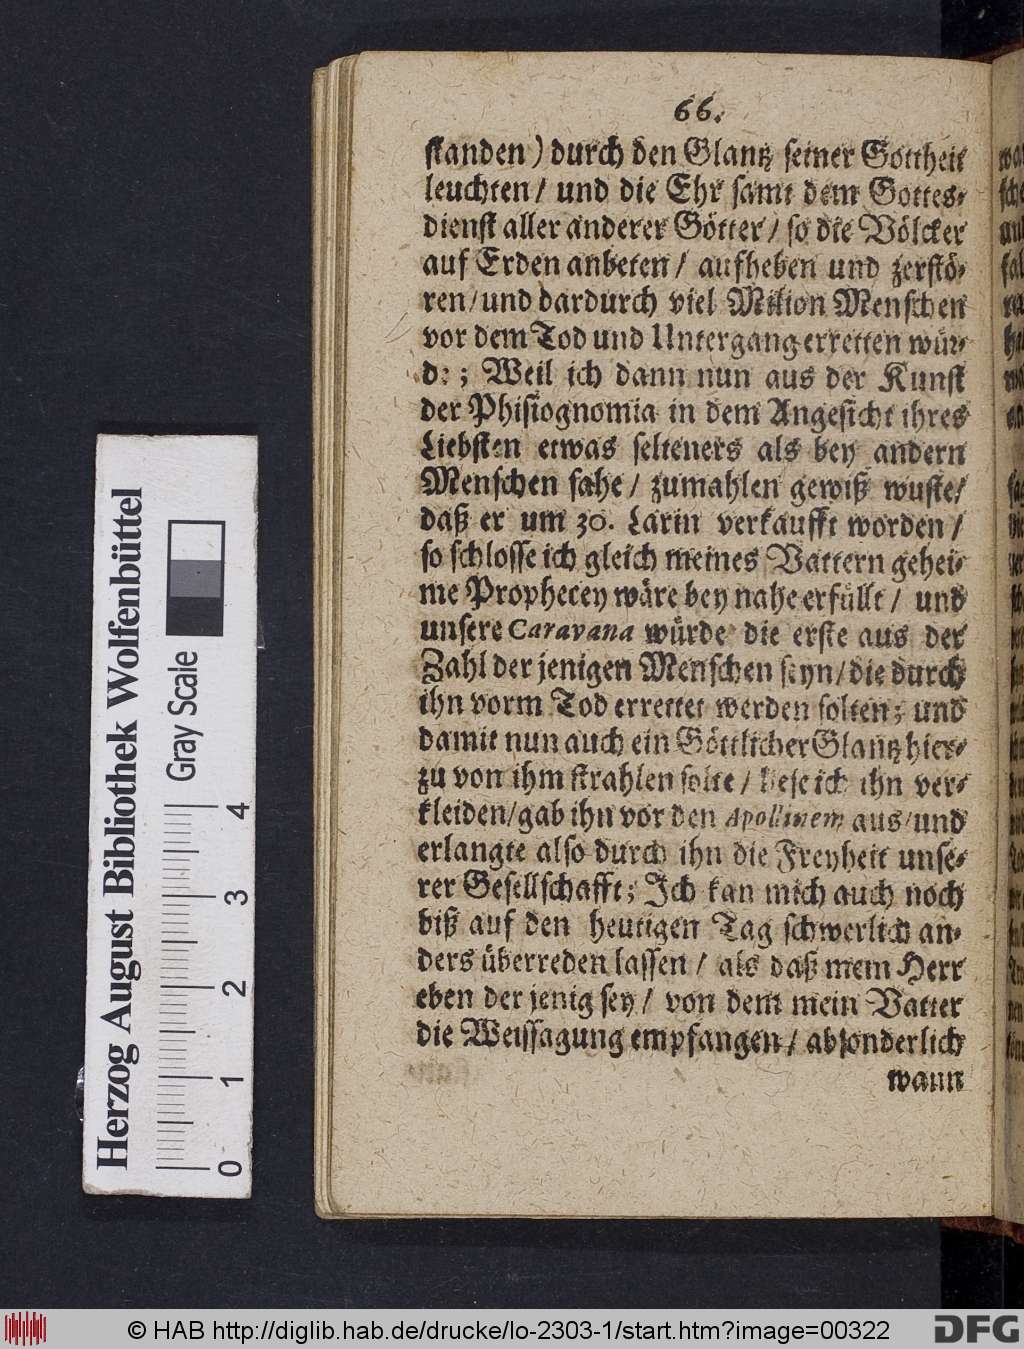 66.
standen) durch den Glantz seiner Gottheit
leuchten / und die Ehr samt dem Gottes-
dienst aller anderer Götter / so die Völcker
auf Erden anbeten / aufheben und zerstö-
ren / und dardurch viel Milion Menschen
vor dem Tod und Untergang erretten wür-
de; Weil ich dann nun aus der Kunst
der Phisiognomia in dem Angesicht ihres
Liebsten etwas selteners als bey andern
Menschen sahe / zumahlen gewiß wuste /
daß er um 30. Larin verkaufft worden /
so schlosse ich gleich meines Vattern gehei-
me Prophecey wäre bey nahe erfüllt / und
unsere Caravana würde die erste aus der
Zahl der jenigen Menschen seyn / die durch
ihn vorm Tod errettet werden solten; und
damit nun auch ein Göttlicher Glantz hier-
zu von ihm strahlen solte / liese ich ihn ver-
kleiden / gab ihn vor den Apollinem aus / und
erlangte also durch ihn die Freyheit unse-
rer Gesellschafft; Ich kan mich auch noch
biß auf den heutigen Tag schwerlich an-
ders überreden lassen / als daß mein Herr
eben der jenig sey / von dem mein Vatter
die Weissagung empfangen / absonderlich
wann
Herzog August Bibliothek Wolfenbüttel
Gray Scale
0 1 2 3 4
© HAB http://diglib.hab.de/drucke/lo-2303-1/start.htm?image=00322
DFG